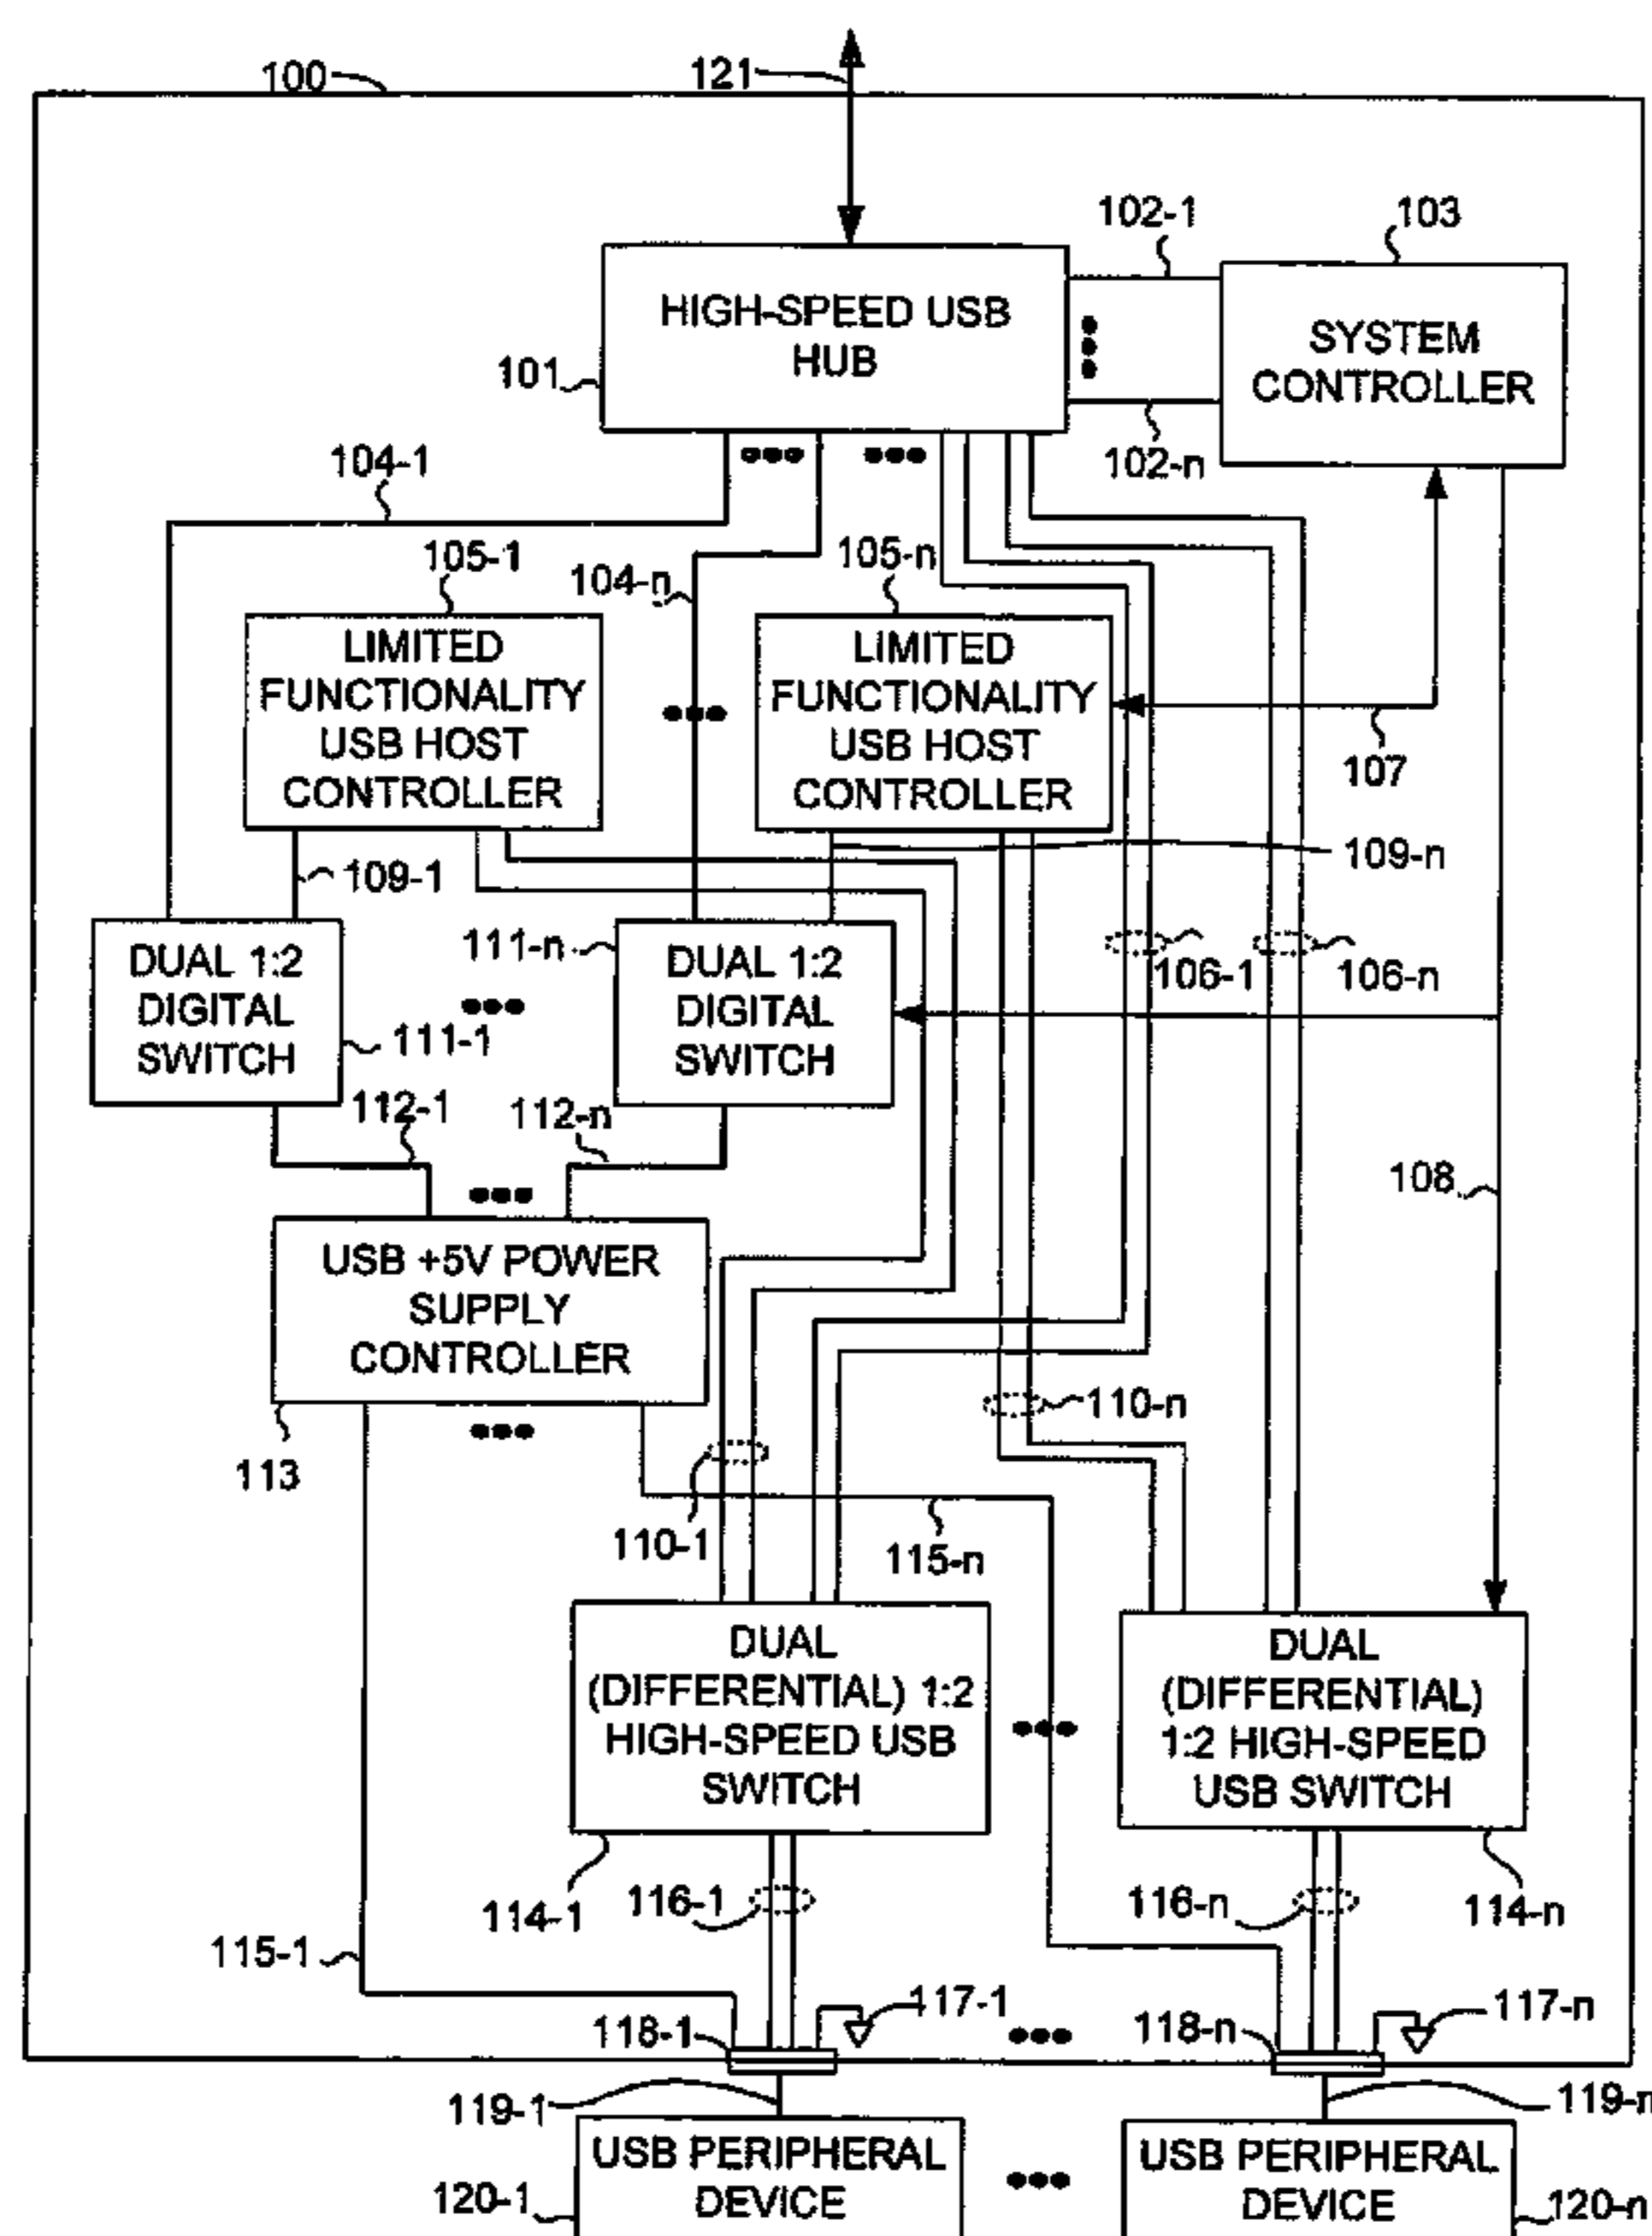 100
121
102-1
103
HIGH-SPEED USB
HUB
SYSTEM
CONTROLLER
101
102-n
104-1
105-1
104-n
105-n
LIMITED
FUNCTIONALITY
USB HOST
CONTROLLER
LIMITED
FUNCTIONALITY
USB HOST
CONTROLLER
107
109-1
109-n
111-n
DUAL 1:2
DIGITAL
SWITCH
111-1
DUAL 1:2
DIGITAL
SWITCH
106-1
106-n
112-1
112-n
108
USB +5V POWER
SUPPLY
CONTROLLER
113
110-n
110-1
115-n
DUAL
(DIFFERENTIAL) 1:2
HIGH-SPEED USB
SWITCH
DUAL
(DIFFERENTIAL)
1:2 HIGH-SPEED
USB SWITCH
114-1
116-1
116-n
114-n
115-1
118-1
117-1
118-n
117-n
119-1
119-n
USB PERIPHERAL
DEVICE
USB PERIPHERAL
DEVICE
120-1
120-n